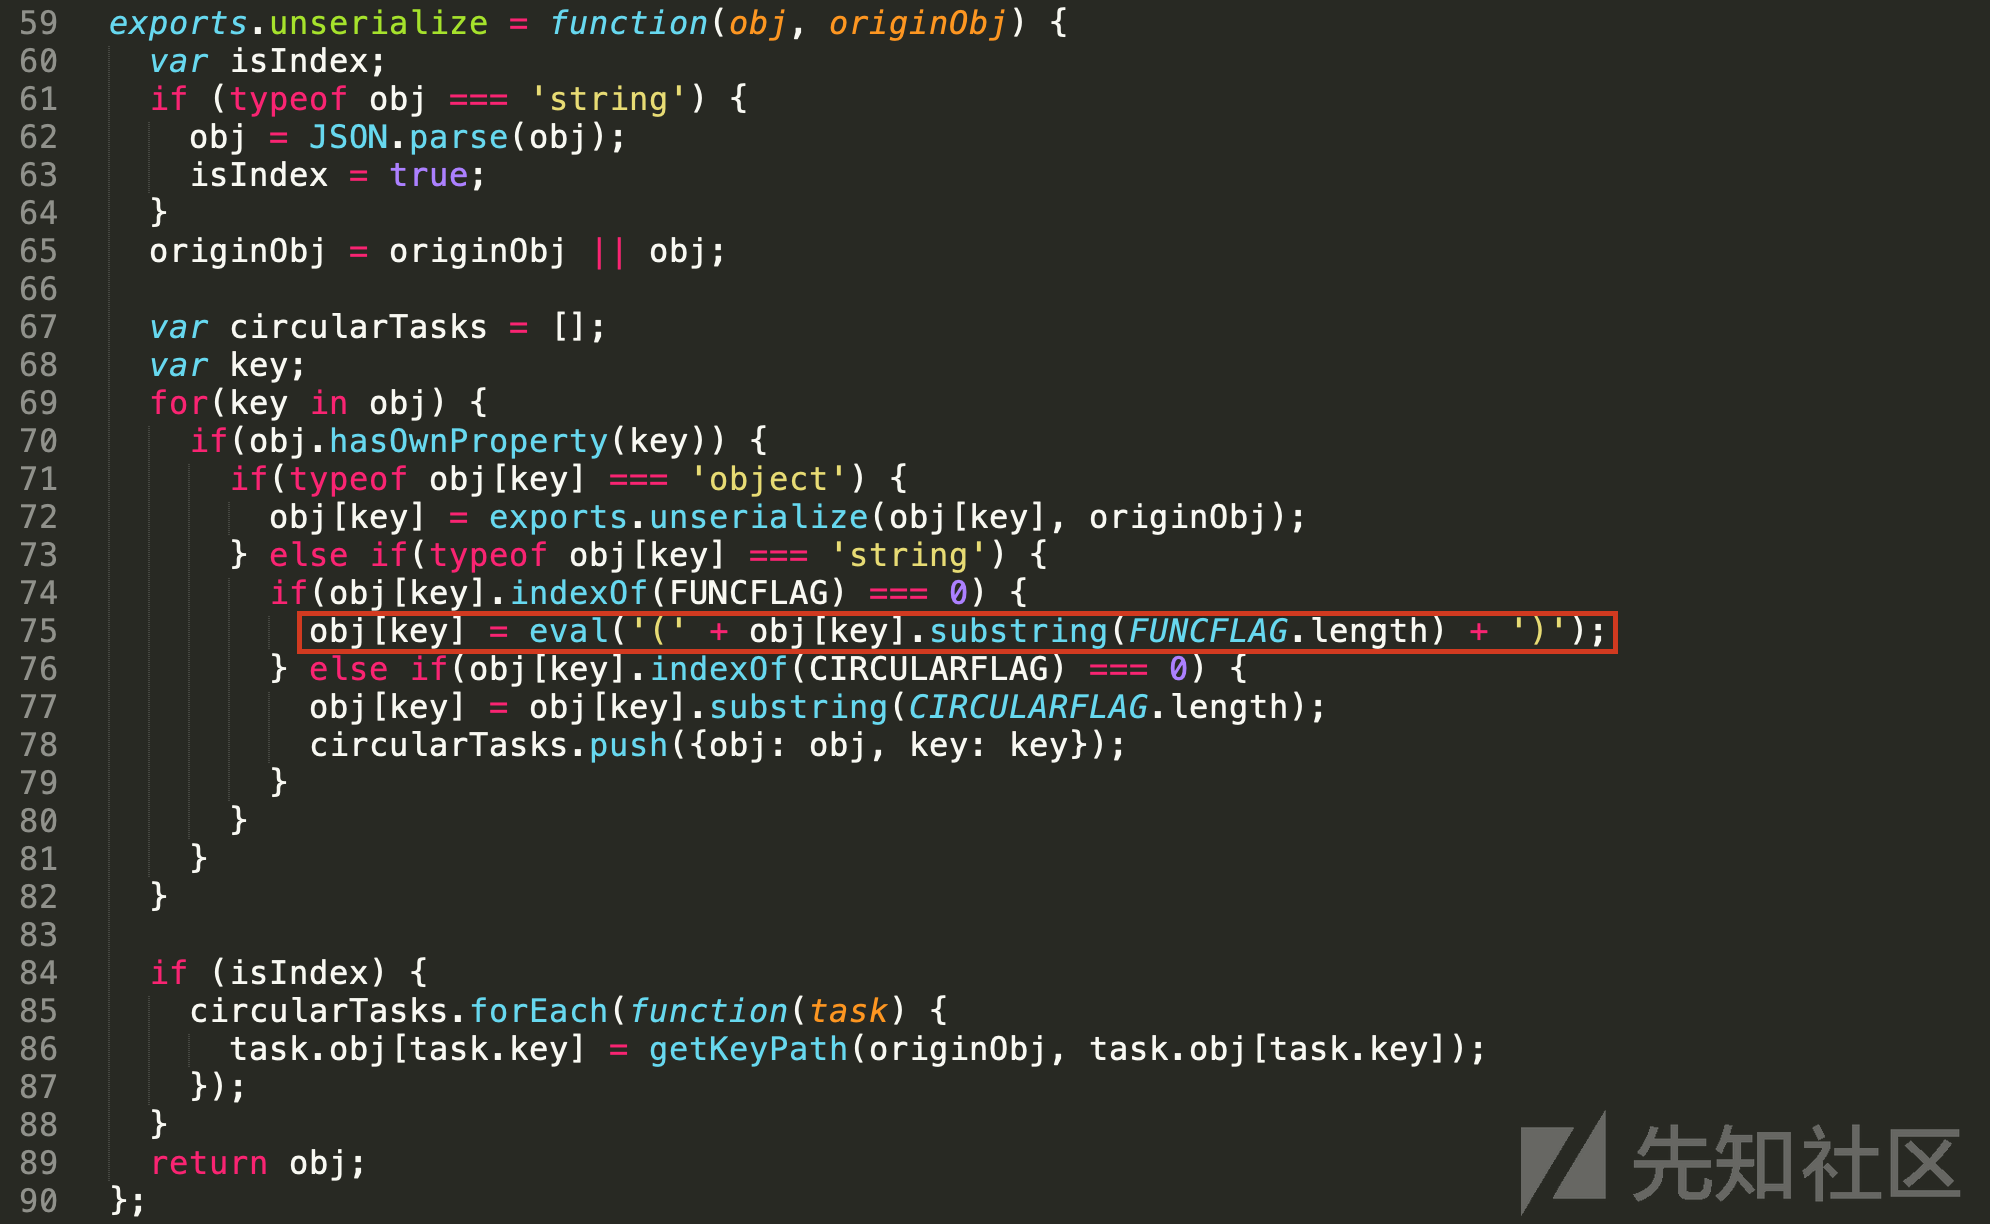 59 exports.unserialize = function(obj, originObj) {
60   var isIndex;
61   if (typeof obj === 'string') {
62     obj = JSON.parse(obj);
63     isIndex = true;
64   }
65   originObj = originObj || obj;
66
67   var circularTasks = [];
68   var key;
69   for(key in obj) {
70     if(obj.hasOwnProperty(key)) {
71       if(typeof obj[key] === 'object') {
72         obj[key] = exports.unserialize(obj[key], originObj);
73       } else if(typeof obj[key] === 'string') {
74         if(obj[key].indexOf(FUNCFLAG) === 0) {
75           obj[key] = eval('(' + obj[key].substring(FUNCFLAG.length) + ')');
76         } else if(obj[key].indexOf(CIRCULARFLAG) === 0) {
77           obj[key] = obj[key].substring(CIRCULARFLAG.length);
78           circularTasks.push({obj: obj, key: key});
79         }
80       }
81     }
82   }
83
84   if (isIndex) {
85     circularTasks.forEach(function(task) {
86       task.obj[task.key] = getKeyPath(originObj, task.obj[task.key]);
87     });
88   }
89   return obj;
90 };
先知社区